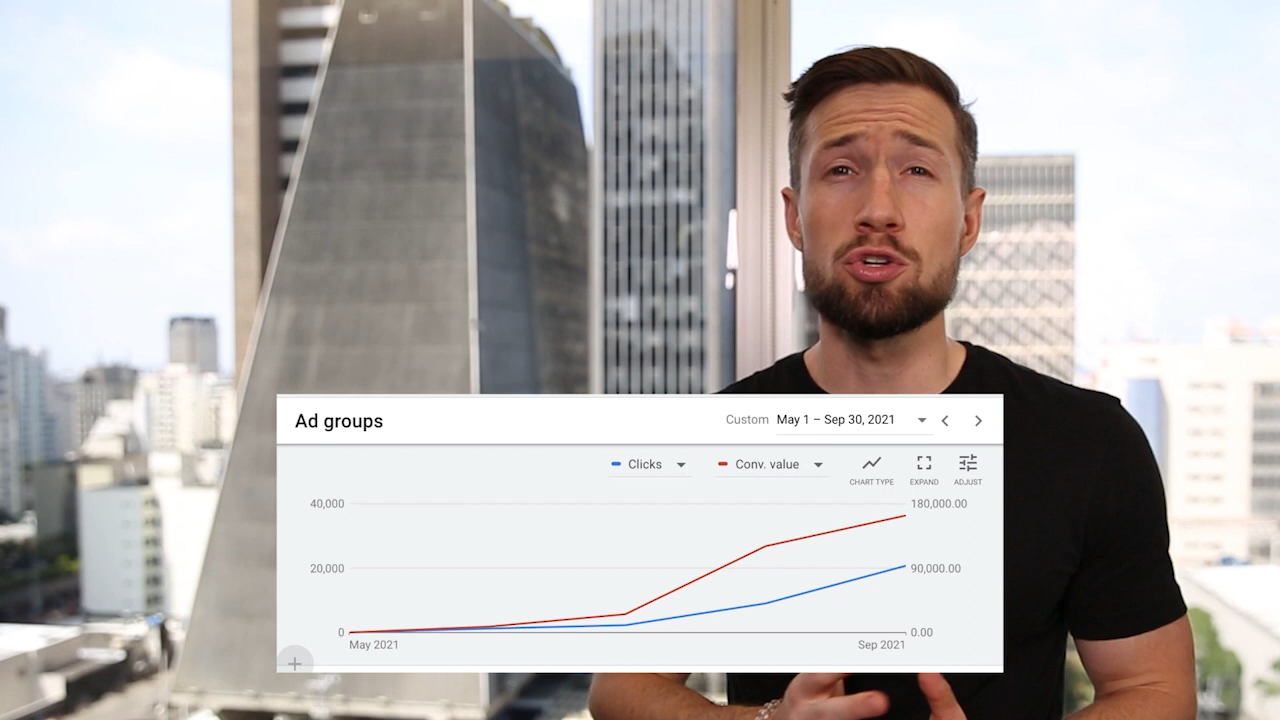 Ad groups
Custom May 1 – Sep 30, 2021
Clicks
Conv. value
CHART TYPE
EXPAND
ADJUST
40,000
180,000.00
20,000
90,000.00
0
0.00
May 2021
Sep 2021